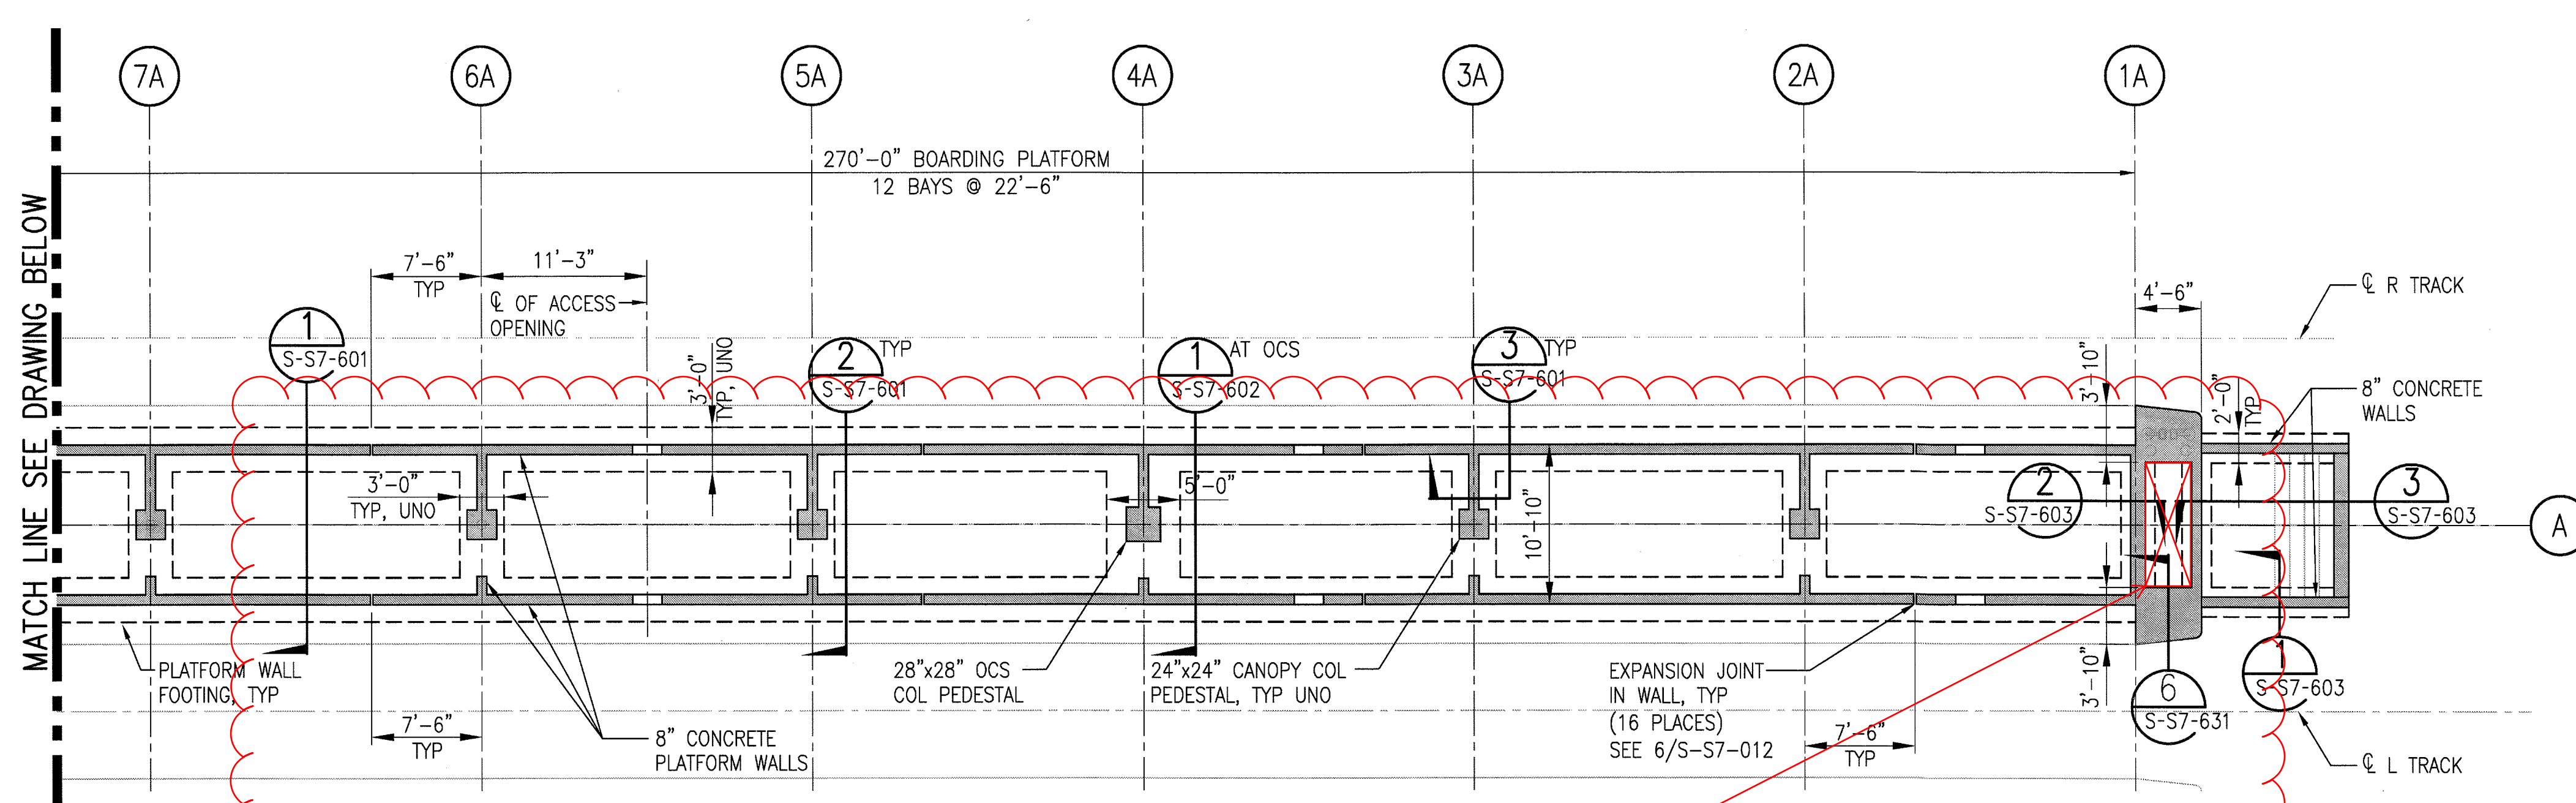 7A
6A
5A
4A
3A
2A
1A
270'-0" BOARDING PLATFORM
12 BAYS @ 22'-6"
MATCH LINE SEE DRAWING BELOW
7'-6"
TYP
11'-3"
℄ OF ACCESS
OPENING
℄ R TRACK
4'-6"
1
S-S7-601
3'-0"
TYP, UNO
2
TYP
S-S7-601
1
AT OCS
S-S7-602
3
TYP
S-S7-601
3'-10"
2'-0"
TYP
8" CONCRETE
WALLS
3'-0"
TYP, UNO
5'-0"
10'-10"
2
S-S7-603
3
S-S7-603
A
PLATFORM WALL
FOOTING, TYP
28"x28" OCS
COL PEDESTAL
24"x24" CANOPY COL
PEDESTAL, TYP UNO
EXPANSION JOINT
IN WALL, TYP
(16 PLACES)
SEE 6/S-S7-012
3'-10"
6
S-S7-631
1
S-S7-603
7'-6"
TYP
8" CONCRETE
PLATFORM WALLS
7'-6"
TYP
℄ L TRACK